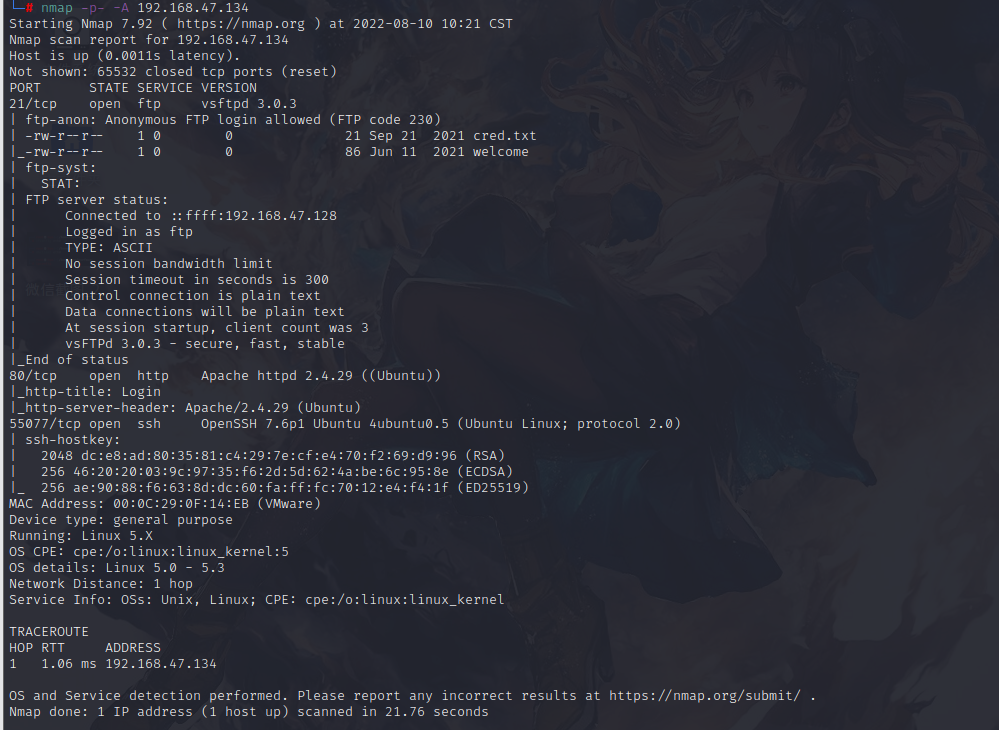 └─# nmap -p- -A 192.168.47.134
Starting Nmap 7.92 ( https://nmap.org ) at 2022-08-10 10:21 CST
Nmap scan report for 192.168.47.134
Host is up (0.0011s latency).
Not shown: 65532 closed tcp ports (reset)
PORT      STATE SERVICE VERSION
21/tcp    open  ftp     vsftpd 3.0.3
| ftp-anon: Anonymous FTP login allowed (FTP code 230)
| -rw-r--r--    1 0        0              21 Sep 21  2021 cred.txt
|_-rw-r--r--    1 0        0              86 Jun 11  2021 welcome
| ftp-syst:
|   STAT:
| FTP server status:
|      Connected to ::ffff:192.168.47.128
|      Logged in as ftp
|      TYPE: ASCII
|      No session bandwidth limit
|      Session timeout in seconds is 300
|      Control connection is plain text
|      Data connections will be plain text
|      At session startup, client count was 3
|      vsFTPd 3.0.3 - secure, fast, stable
|_End of status
80/tcp    open  http    Apache httpd 2.4.29 ((Ubuntu))
|_http-title: Login
|_http-server-header: Apache/2.4.29 (Ubuntu)
55077/tcp open  ssh     OpenSSH 7.6p1 Ubuntu 4ubuntu0.5 (Ubuntu Linux; protocol 2.0)
| ssh-hostkey:
|   2048 dc:e8:ad:80:35:81:c4:29:7e:cf:e4:70:f2:69:d9:96 (RSA)
|   256 46:20:20:03:9c:97:35:f6:2d:5d:62:4a:be:6c:95:8e (ECDSA)
|_  256 ae:90:88:f6:63:8d:dc:60:fa:ff:fc:70:12:e4:f4:1f (ED25519)
MAC Address: 00:0C:29:0F:14:EB (VMware)
Device type: general purpose
Running: Linux 5.X
OS CPE: cpe:/o:linux:linux_kernel:5
OS details: Linux 5.0 - 5.3
Network Distance: 1 hop
Service Info: OSs: Unix, Linux; CPE: cpe:/o:linux:linux_kernel
TRACEROUTE
HOP RTT     ADDRESS
1   1.06 ms 192.168.47.134
OS and Service detection performed. Please report any incorrect results at https://nmap.org/submit/ .
Nmap done: 1 IP address (1 host up) scanned in 21.76 seconds